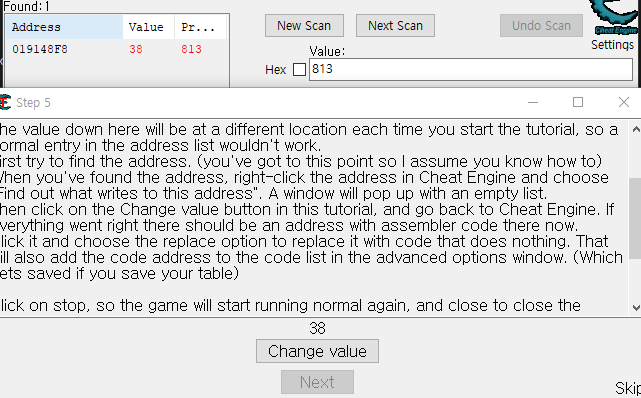 Found:1
Address Value Pr...
019148F8 38 813
New Scan Next Scan Undo Scan
Cheat Engine
Settings
Value:
Hex 813
Step 5
he value down here will be at a different location each time you start the tutorial, so a
ormal entry in the address list wouldn't work.
irst try to find the address. (you've got to this point so I assume you know how to)
When you've found the address, right-click the address in Cheat Engine and choose
Find out what writes to this address". A window will pop up with an empty list.
hen click on the Change value button in this tutorial, and go back to Cheat Engine. If
verything went right there should be an address with assembler code there now.
lick it and choose the replace option to replace it with code that does nothing. That
ill also add the code address to the code list in the advanced options window. (Which
ets saved if you save your table)
lick on stop, so the game will start running normal again, and close to close the
38
Change value
Next
Skip